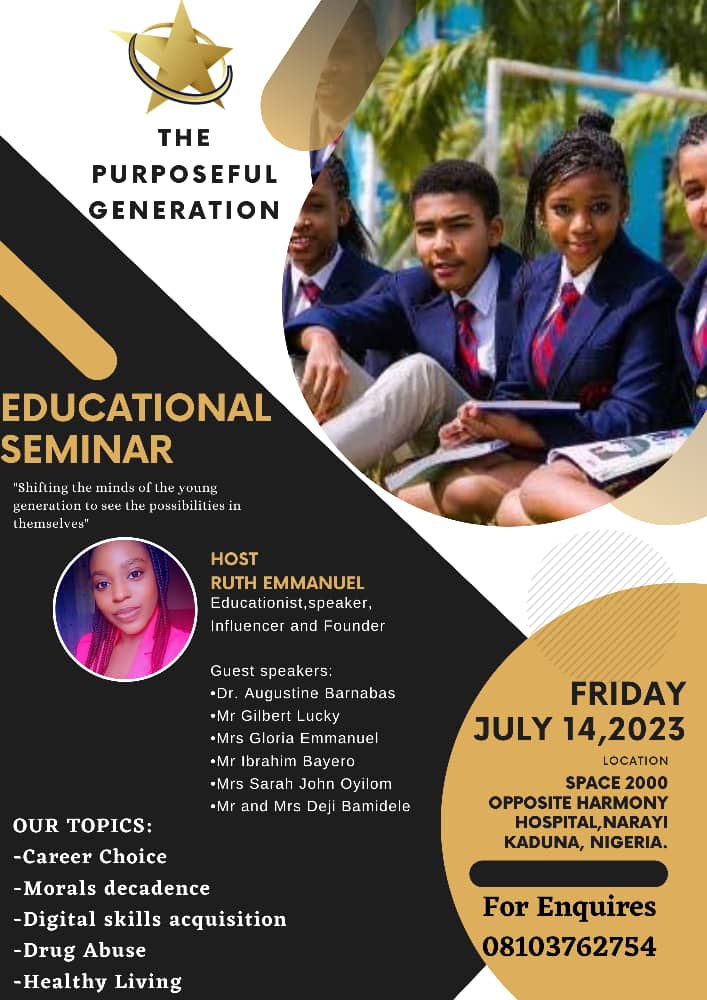 THE
PURPOSEFUL
GENERATION
EDUCATIONAL
SEMINAR
"Shifting the minds of the young
generation to see the possibilities in
themselves"
HOST
RUTH EMMANUEL
Educationist,speaker,
Influencer and Founder
Guest speakers:
•Dr. Augustine Barnabas
•Mr Gilbert Lucky
•Mrs Gloria Emmanuel
•Mr Ibrahim Bayero
•Mrs Sarah John Oyilom
•Mr and Mrs Deji Bamidele
OUR TOPICS:
-Career Choice
-Morals decadence
-Digital skills acquisition
-Drug Abuse
-Healthy Living
FRIDAY
JULY 14,2023
LOCATION
SPACE 2000
OPPOSITE HARMONY
HOSPITAL,NARAYI
KADUNA, NIGERIA.
For Enquires
08103762754